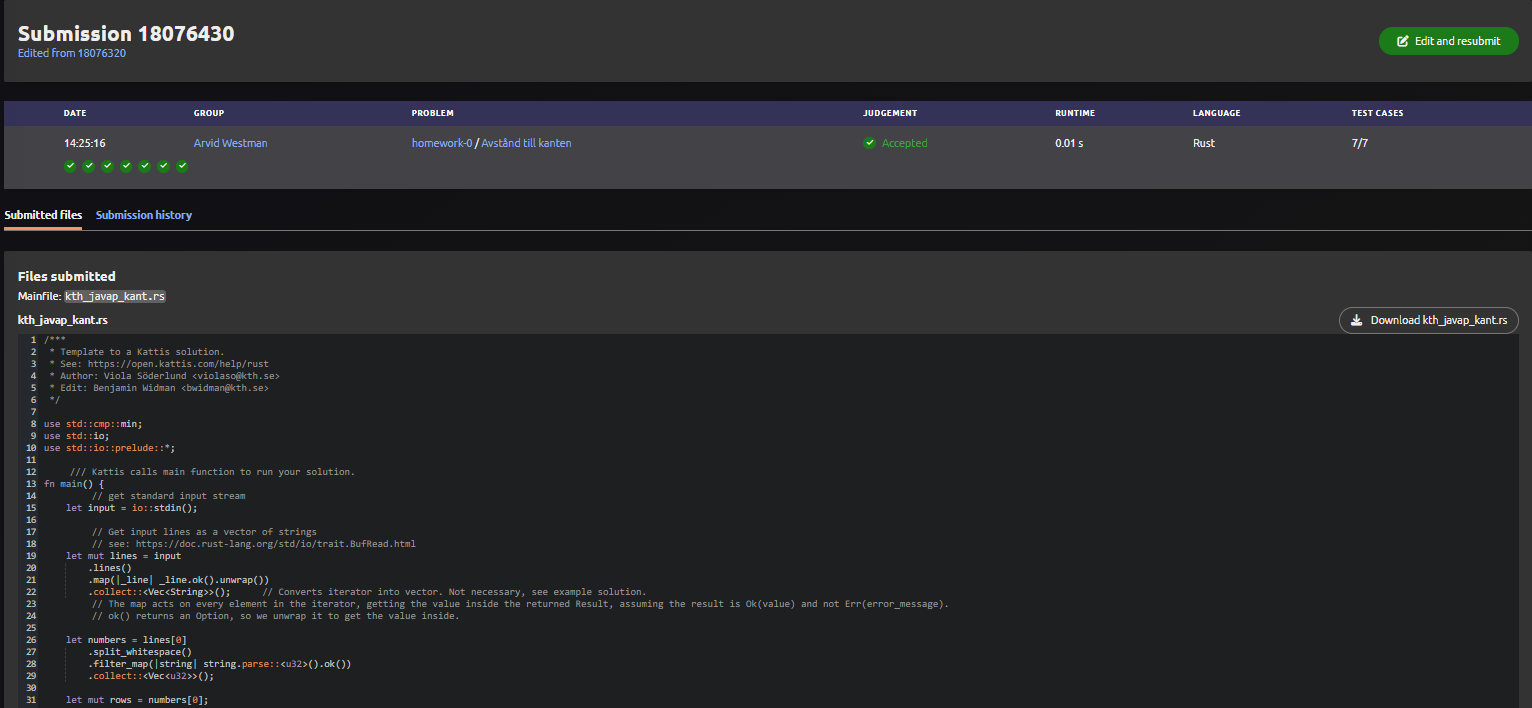 Submission 18076430
Edited from 18076320
Edit and resubmit
DATE GROUP PROBLEM JUDGEMENT RUNTIME LANGUAGE TEST CASES
14:25:16 Arvid Westman homework-0 / Avstånd till kanten Accepted 0.01 s Rust 7/7
Submitted files Submission history
Files submitted
Mainfile: kth_javap_kant.rs
kth_javap_kant.rs
Download kth_javap_kant.rs
1 /***
2  * Template to a Kattis solution.
3  * See: https://open.kattis.com/help/rust
4  * Author: Viola Söderlund <violaso@kth.se>
5  * Edit: Benjamin Widman <bwidman@kth.se>
6  */
7
8 use std::cmp::min;
9 use std::io;
10 use std::io::prelude::*;
11
12     /// Kattis calls main function to run your solution.
13 fn main() {
14         // get standard input stream
15     let input = io::stdin();
16
17         // Get input lines as a vector of strings
18         // see: https://doc.rust-lang.org/std/io/trait.BufRead.html
19     let mut lines = input
20         .lines()
21         .map(|_line| _line.ok().unwrap())
22         .collect::<Vec<String>>();      // Converts iterator into vector. Not necessary, see example solution.
23         // The map acts on every element in the iterator, getting the value inside the returned Result, assuming the result is Ok(value) and not Err(error_message).
24         // ok() returns an Option, so we unwrap it to get the value inside.
25
26     let numbers = lines[0]
27         .split_whitespace()
28         .filter_map(|string| string.parse::<u32>().ok())
29         .collect::<Vec<u32>>();
30
31     let mut rows = numbers[0];